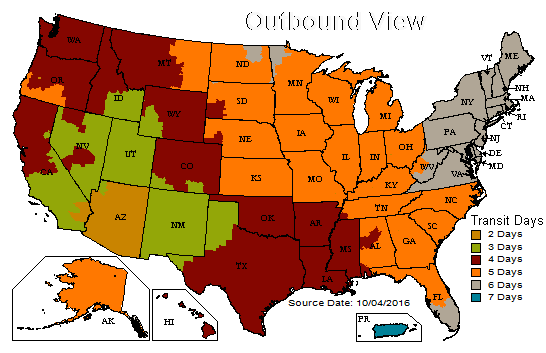 Outbound View
WA
MT
ND
MN
OR
ID
WY
SD
WI
MI
NV
UT
CO
NE
IA
IL
IN
OH
CA
AZ
NM
KS
MO
KY
WV
VA
PA
NY
VT
ME
NH
MA
RI
CT
NJ
DE
MD
OK
AR
TN
NC
SC
TX
LA
MS
AL
GA
FL
AK
HI
PR
Source Date: 10/04/2016
Transit Days
2 Days
3 Days
4 Days
5 Days
6 Days
7 Days